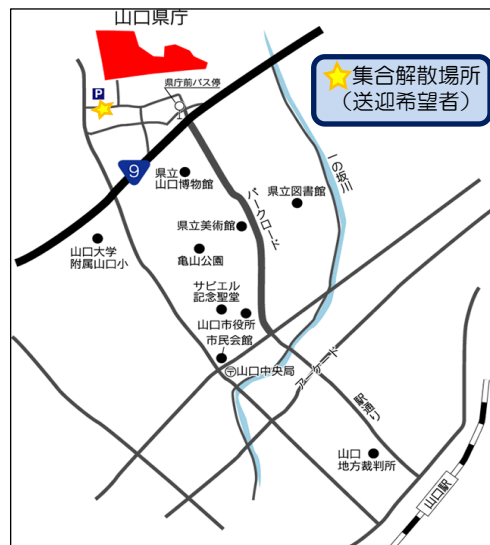 山口県庁
集合解散場所
（送迎希望者）
P
県庁前バス停
9
県立
山口博物館
一の坂川
県立図書館
パークロード
県立美術館
山口大学
附属山口小
亀山公園
サビエル
記念聖堂
山口市役所
市民会館
〒山口中央局
アーケード
駅通り
山口
地方裁判所
山口駅